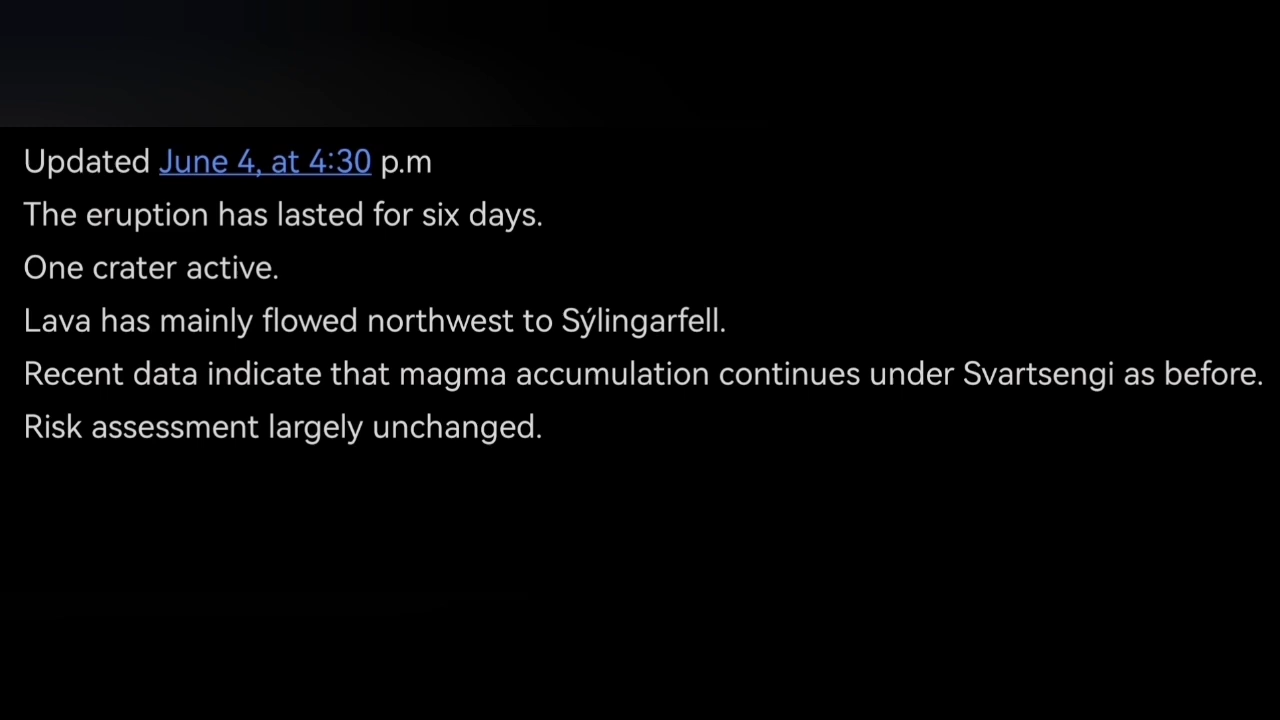 Updated June 4, at 4:30 p.m
The eruption has lasted for six days.
One crater active.
Lava has mainly flowed northwest to Sýlingarfell.
Recent data indicate that magma accumulation continues under Svartsengi as before.
Risk assessment largely unchanged.